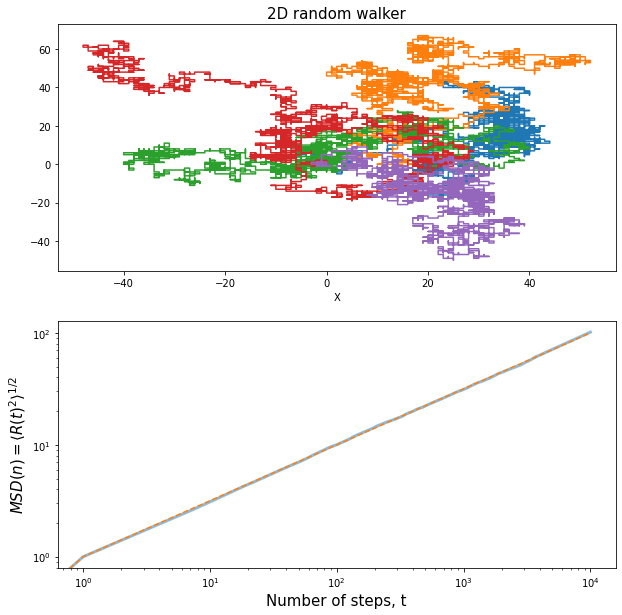 2D random walker
60
40
20
0
−20
−40
−40 −20 0 20 40
X
10²
10¹
10⁰
MSD(n) = ⟨R(t)²⟩^{1/2}
10⁰ 10¹ 10² 10³ 10⁴
Number of steps, t